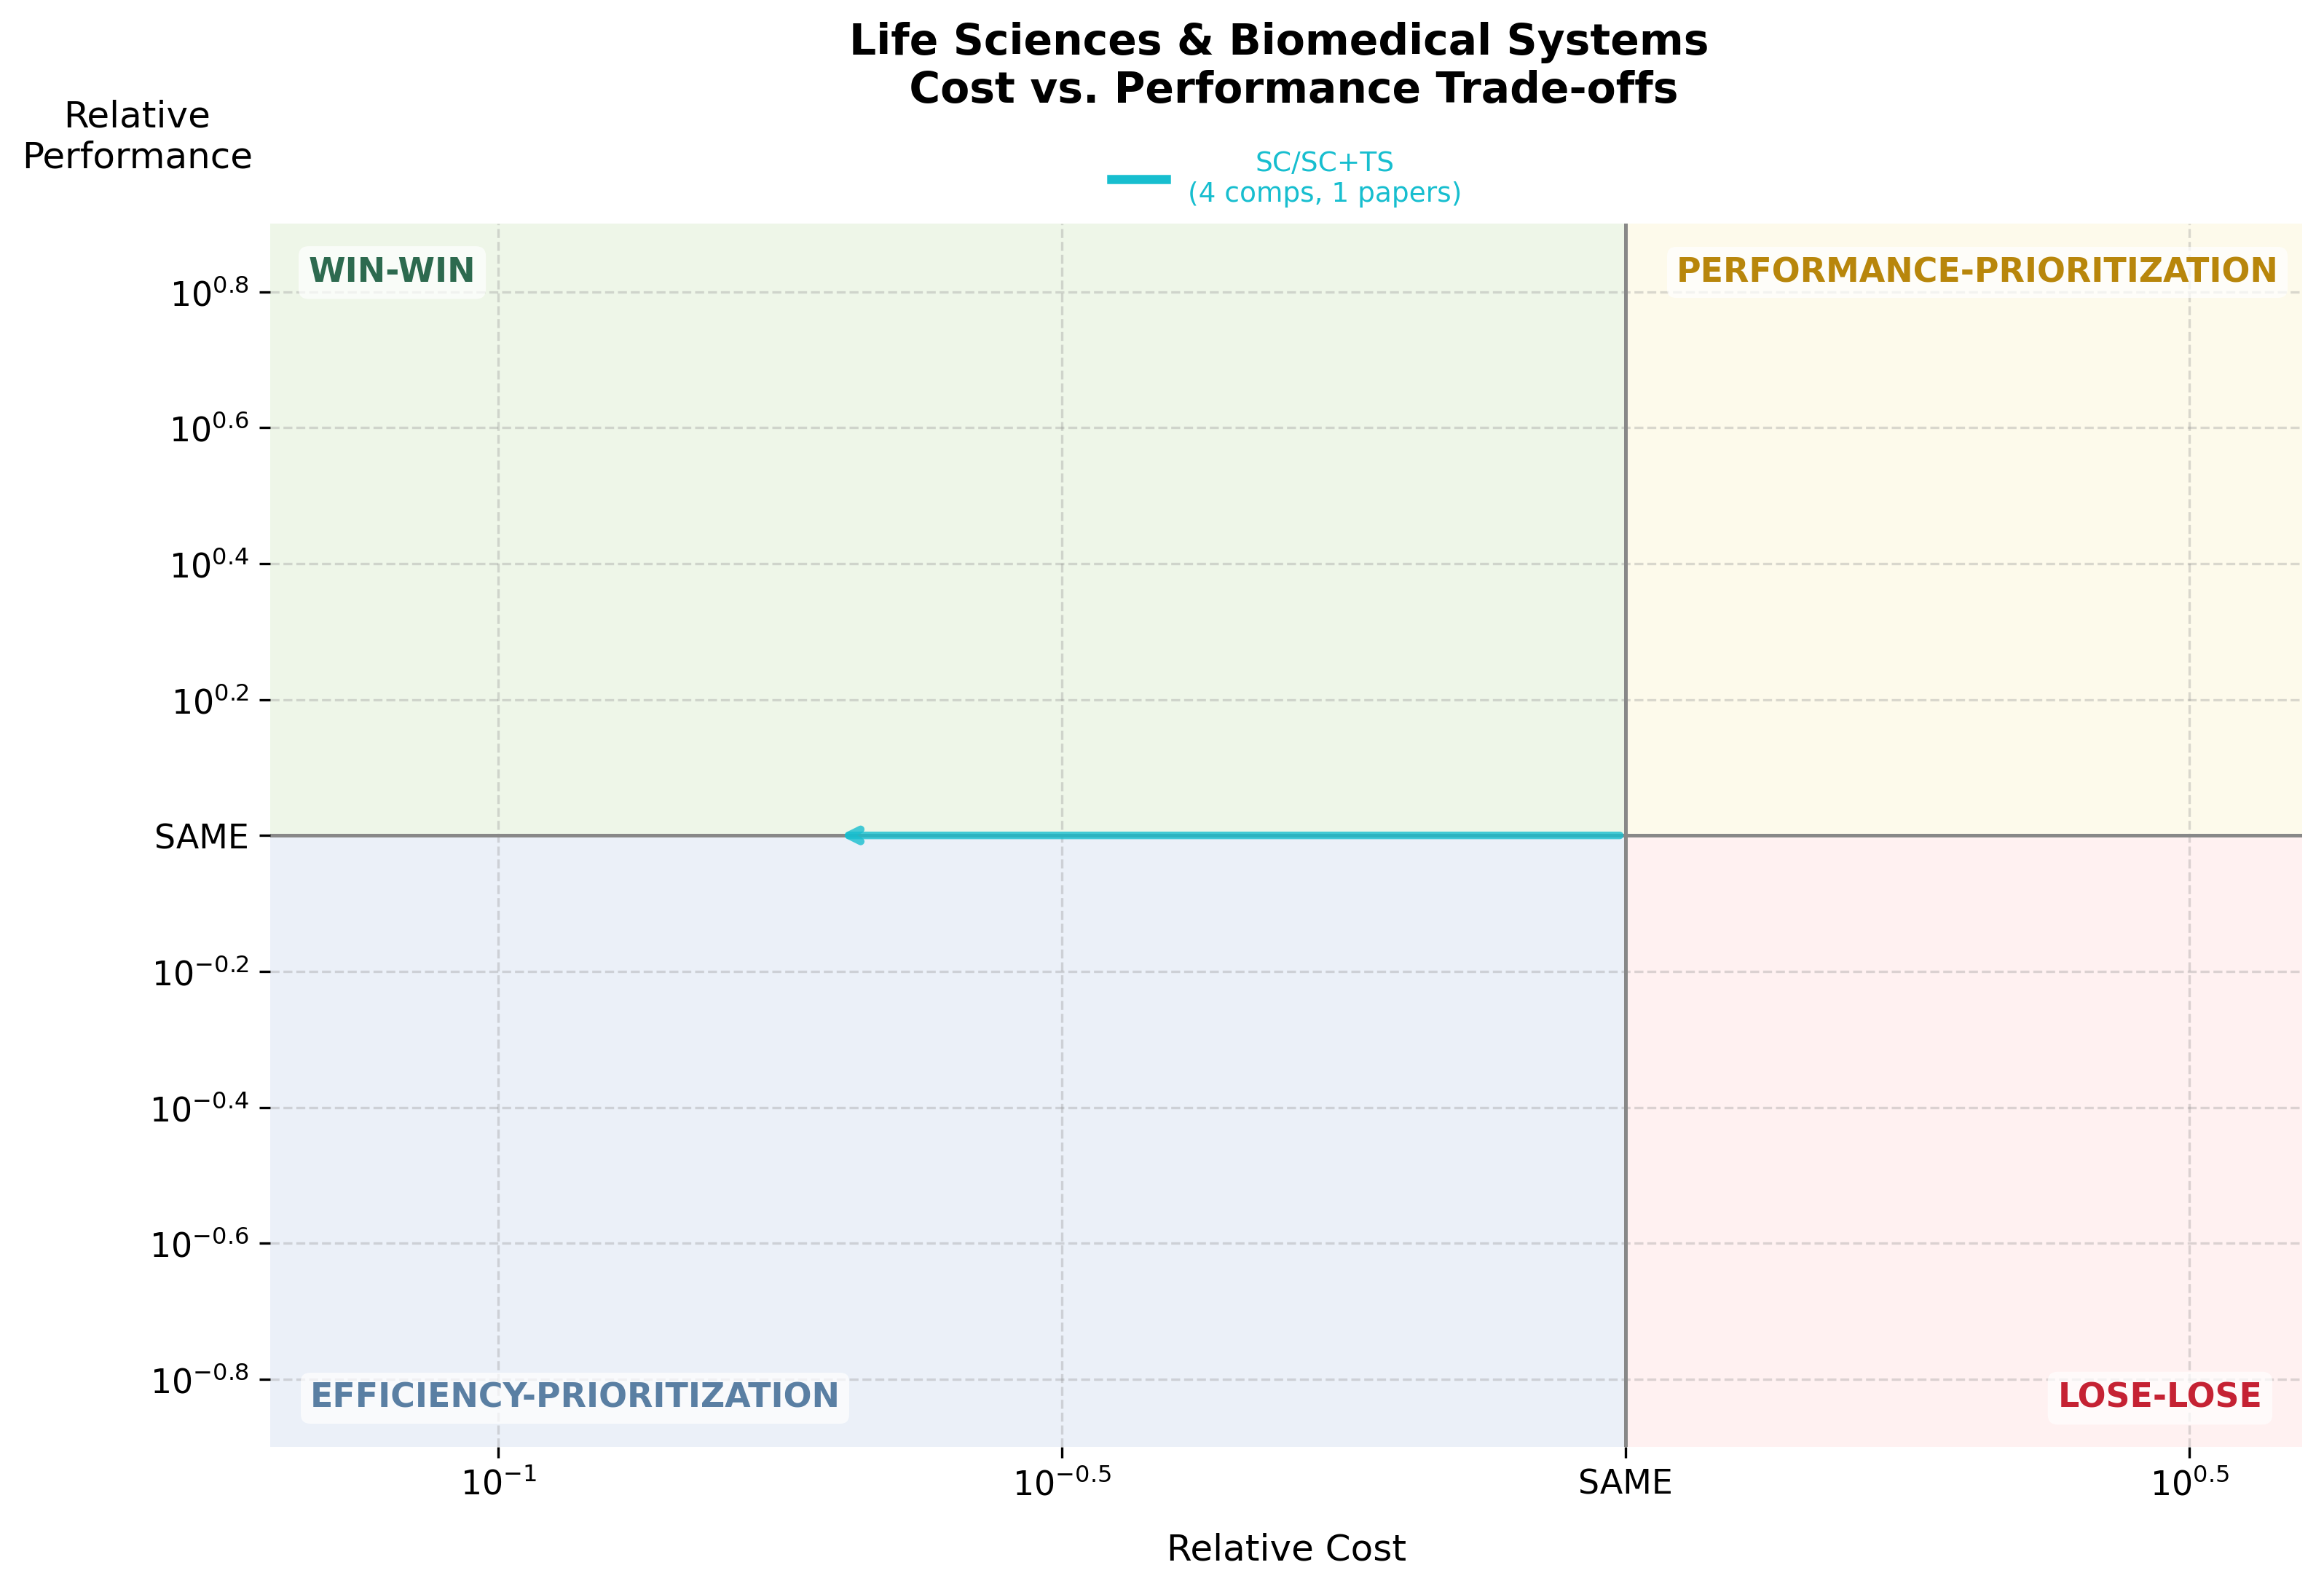 Life Sciences & Biomedical Systems
Cost vs. Performance Trade-offs
Relative
Performance
SC/SC+TS
(4 comps, 1 papers)
WIN-WIN
PERFORMANCE-PRIORITIZATION
10^0.8
10^0.6
10^0.4
10^0.2
SAME
10^−0.2
10^−0.4
10^−0.6
10^−0.8
EFFICIENCY-PRIORITIZATION
LOSE-LOSE
10^−1
10^−0.5
SAME
10^0.5
Relative Cost